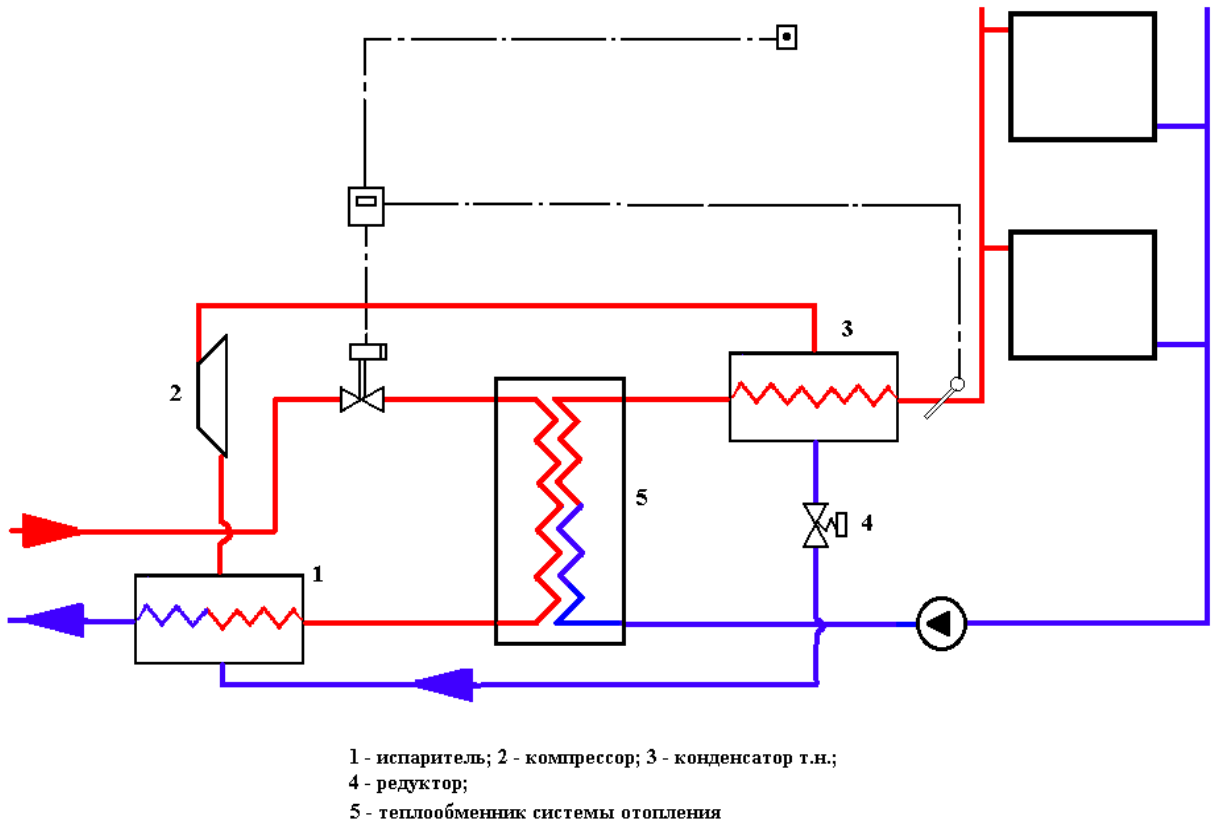 3
2
5
4
1
1 - испаритель; 2 - компрессор; 3 - конденсатор т.н.;
4 - редуктор;
5 - теплообменник системы отопления